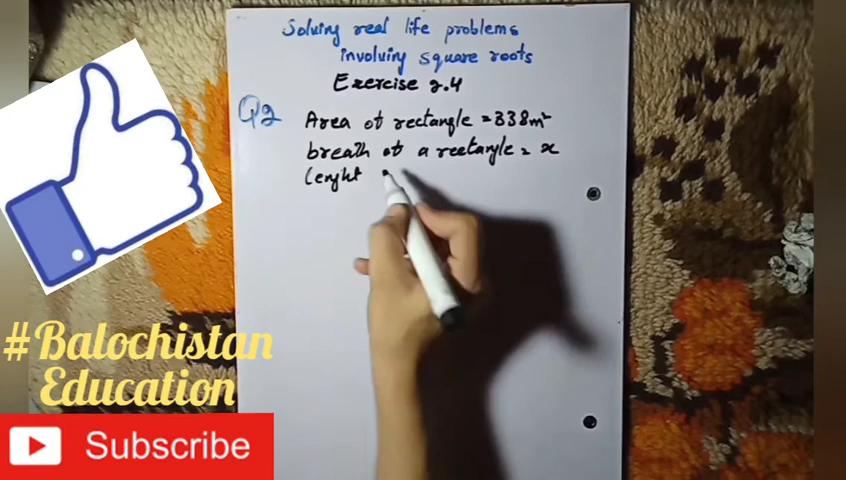 Solving real life problems
involving square roots
Exercise 2.4
Q2
Area of rectangle = 338m²
breath of a rectangle = x
lenght
#Balochistan
Education
Subscribe